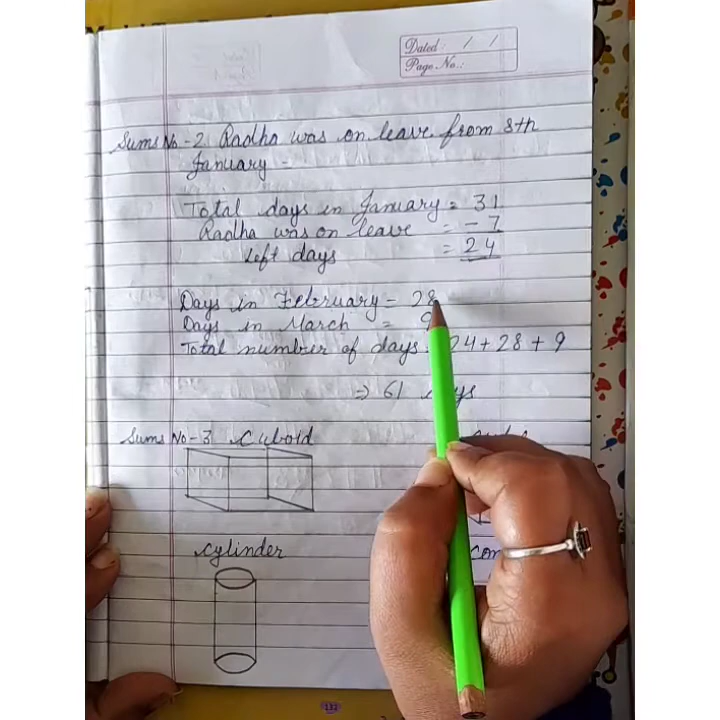 Dated : / /
Page No.:
Sums No -2 Radha was on leave from 8th
January -
Total days in January = 31
Radha was on leave = - 7
Left days = 24
Days in February - 28
Days in March = 9
Total number of days 24 + 28 + 9
⇒ 61 days
Sums No -3 Cuboid
Cylinder
132